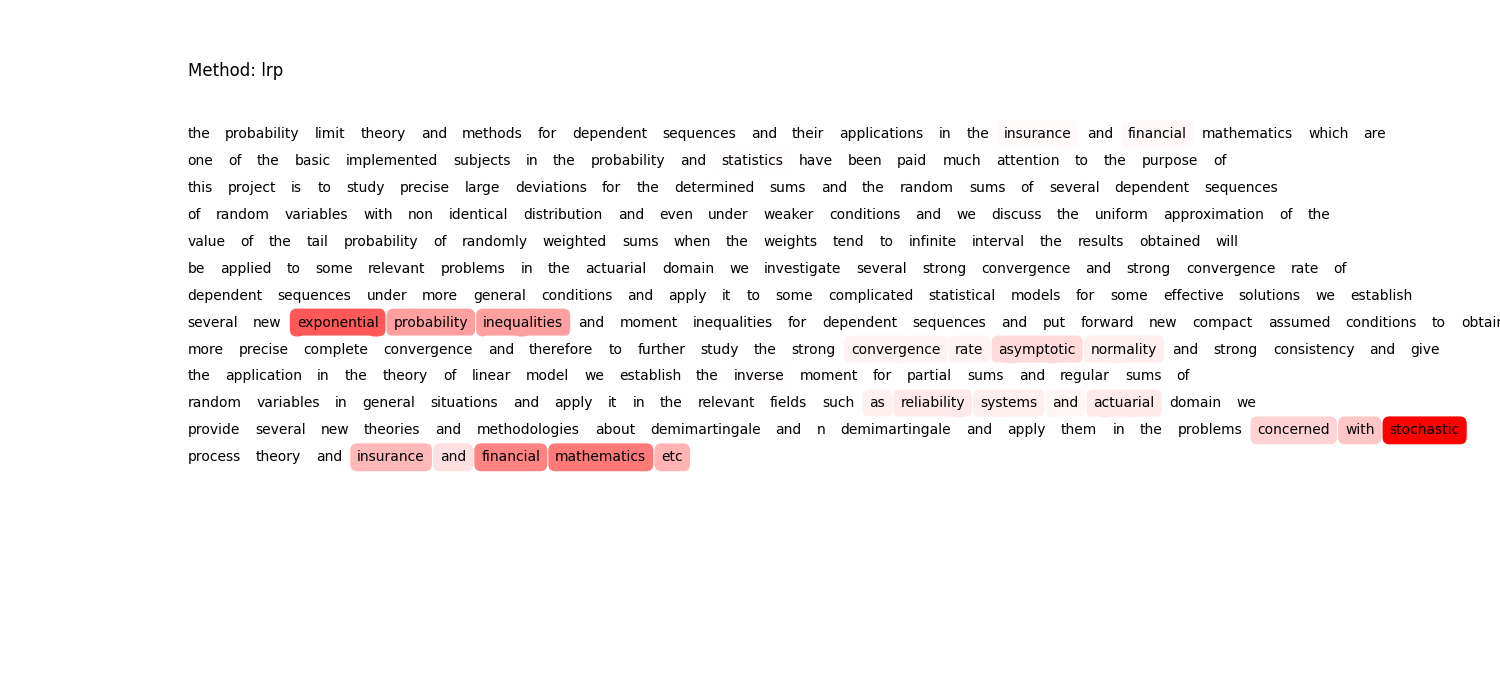 Method: lrp
the probability limit theory and methods for dependent sequences and their applications in the insurance and financial mathematics which are
one of the basic implemented subjects in the probability and statistics have been paid much attention to the purpose of
this project is to study precise large deviations for the determined sums and the random sums of several dependent sequences
of random variables with non identical distribution and even under weaker conditions and we discuss the uniform approximation of the
value of the tail probability of randomly weighted sums when the weights tend to infinite interval the results obtained will
be applied to some relevant problems in the actuarial domain we investigate several strong convergence and strong convergence rate of
dependent sequences under more general conditions and apply it to some complicated statistical models for some effective solutions we establish
several new exponential probability inequalities and moment inequalities for dependent sequences and put forward new compact assumed conditions to
more precise complete convergence and therefore to further study the strong convergence rate asymptotic normality and strong consistency and give
the application in the theory of linear model we establish the inverse moment for partial sums and regular sums of
random variables in general situations and apply it in the relevant fields such as reliability systems and actuarial domain we
provide several new theories and methodologies about demimartingale and n demimartingale and apply them in the problems concerned with stochastic
process theory and insurance and financial mathematics etc